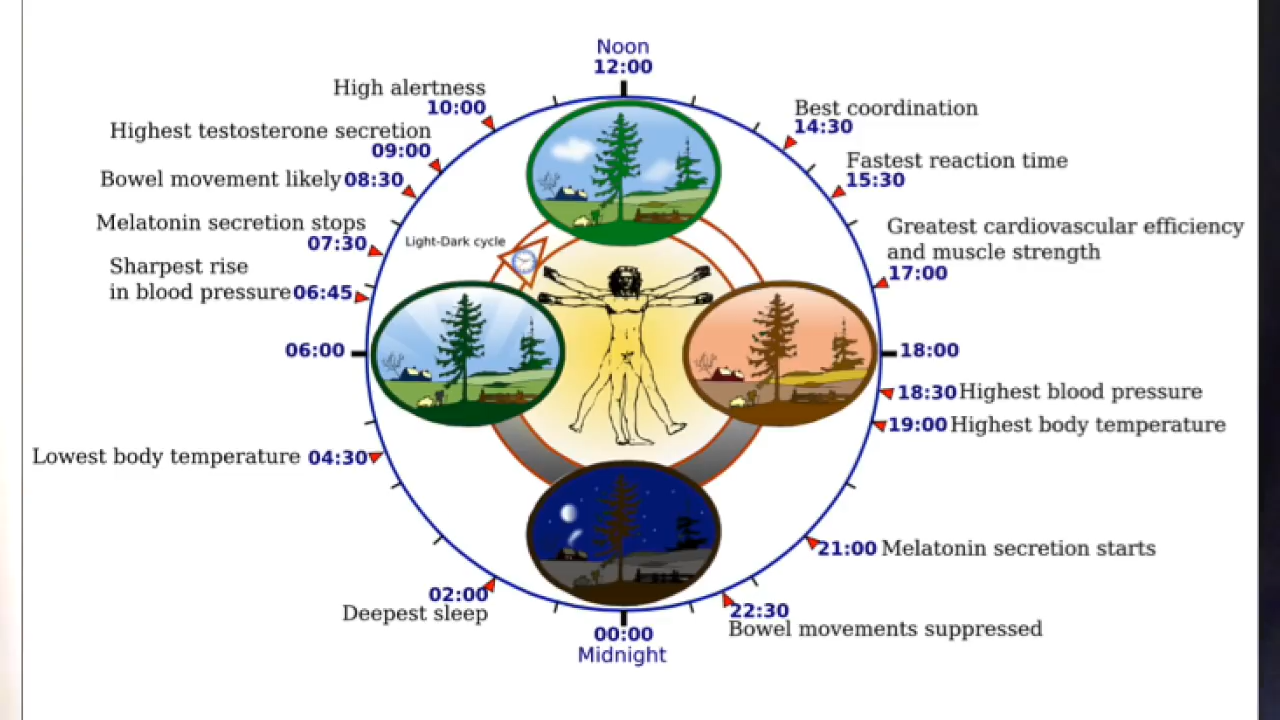 Noon
12:00
High alertness
10:00
Highest testosterone secretion
09:00
Bowel movement likely 08:30
Melatonin secretion stops
07:30
Sharpest rise
in blood pressure 06:45
06:00
Lowest body temperature 04:30
02:00
Deepest sleep
00:00
Midnight
Light-Dark cycle
Best coordination
14:30
Fastest reaction time
15:30
Greatest cardiovascular efficiency
and muscle strength
17:00
18:00
18:30 Highest blood pressure
19:00 Highest body temperature
21:00 Melatonin secretion starts
22:30
Bowel movements suppressed